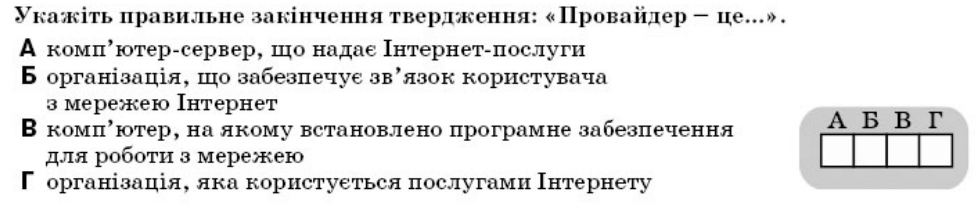 Укажіть правильне закінчення твердження: «Провайдер – це...».
А комп’ютер-сервер, що надає Інтернет-послуги
Б організація, що забезпечує зв’язок користувача
з мережею Інтернет
В комп’ютер, на якому встановлено програмне забезпечення
для роботи з мережею
Г організація, яка користується послугами Інтернету
А Б В Г